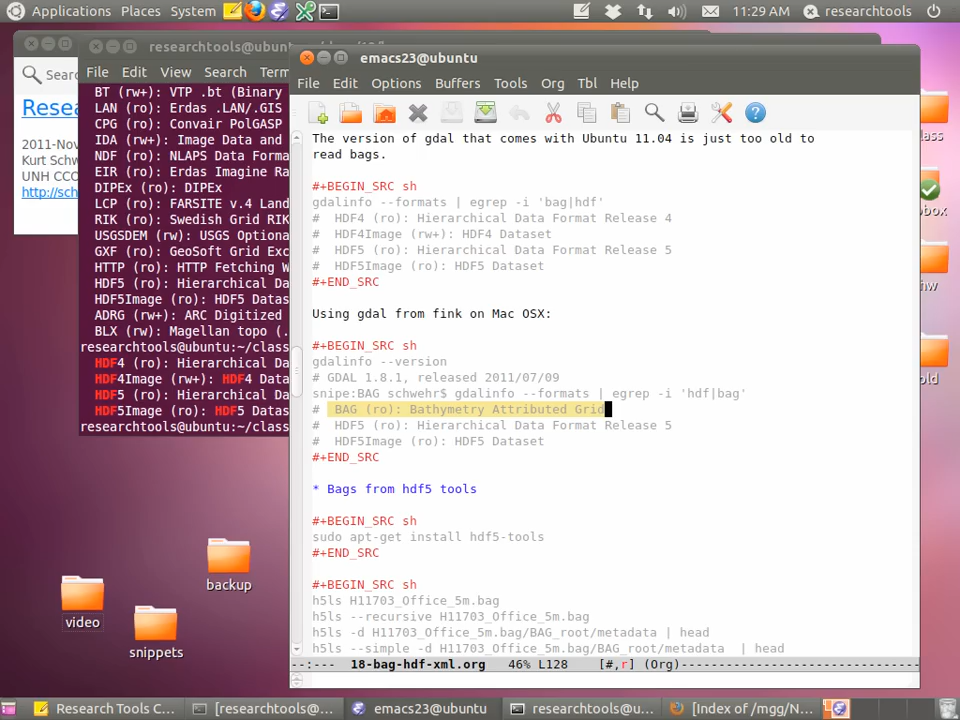 Applications Places System
11:29 AM researchtools
Sear
Rese
2011-Nov
Kurt Schw
UNH CCO
http://sch
researchtools@ubuntu:
File Edit View Search Term
BT (rw+): VTP .bt (Binary
LAN (ro): Erdas .LAN/.GIS
CPG (ro): Convair PolGASP
IDA (rw+): Image Data and
NDF (ro): NLAPS Data Forma
EIR (ro): Erdas Imagine Ra
DIPEx (ro): DIPEx
LCP (ro): FARSITE v.4 Land
RIK (ro): Swedish Grid RIK
USGSDEM (rw): USGS Optiona
GXF (ro): GeoSoft Grid Exc
HTTP (ro): HTTP Fetching W
HDF5 (ro): Hierarchical Da
HDF5Image (ro): HDF5 Datas
ADRG (rw+): ARC Digitized
BLX (rw): Magellan topo (.
researchtools@ubuntu:~/class
HDF4 (ro): Hierarchical Da
HDF4Image (rw+): HDF4 Data
HDF5 (ro): Hierarchical Da
HDF5Image (ro): HDF5 Datas
researchtools@ubuntu:~/class
emacs23@ubuntu
File Edit Options Buffers Tools Org Tbl Help
The version of gdal that comes with Ubuntu 11.04 is just too old to
read bags.
#+BEGIN_SRC sh
gdalinfo --formats | egrep -i 'bag|hdf'
# HDF4 (ro): Hierarchical Data Format Release 4
# HDF4Image (rw+): HDF4 Dataset
# HDF5 (ro): Hierarchical Data Format Release 5
# HDF5Image (ro): HDF5 Dataset
#+END_SRC
Using gdal from fink on Mac OSX:
#+BEGIN_SRC sh
gdalinfo --version
# GDAL 1.8.1, released 2011/07/09
snipe:BAG schwehr$ gdalinfo --formats | egrep -i 'hdf|bag'
# BAG (ro): Bathymetry Attributed Grid
# HDF5 (ro): Hierarchical Data Format Release 5
# HDF5Image (ro): HDF5 Dataset
#+END_SRC
* Bags from hdf5 tools
#+BEGIN_SRC sh
sudo apt-get install hdf5-tools
#+END_SRC
#+BEGIN_SRC sh
h5ls H11703_Office_5m.bag
h5ls --recursive H11703_Office_5m.bag
h5ls -d H11703_Office_5m.bag/BAG_root/metadata | head
h5ls --simple -d H11703_Office_5m.bag/BAG_root/metadata | head
--:--- 18-bag-hdf-xml.org 46% L128 [#,r] (Org)
lass
box
hw
old
backup
video
snippets
Research Tools C... [researchtools@... emacs23@ubuntu researchtools@u... [Index of /mgg/N...